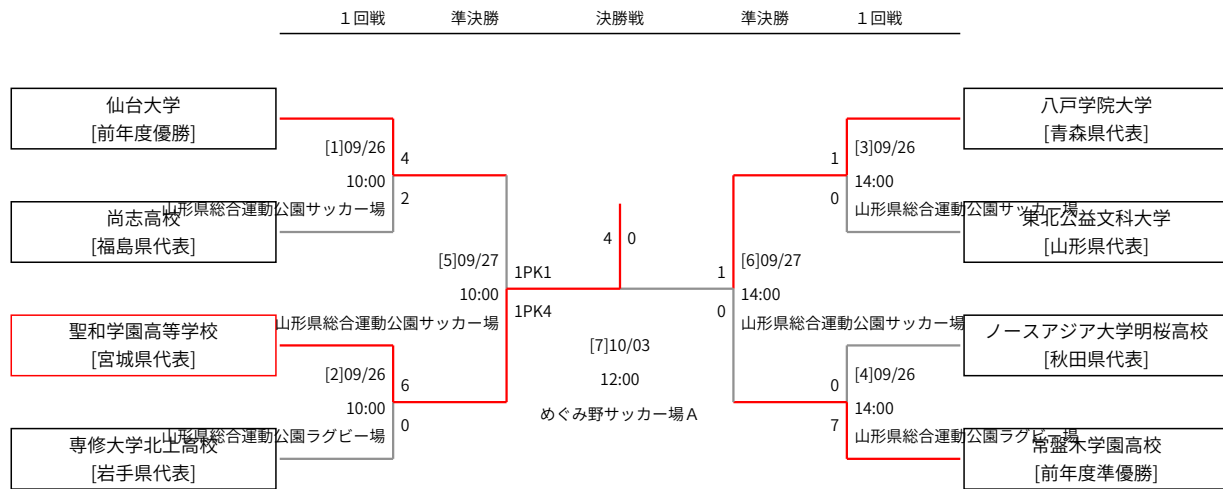 １回戦
準決勝
決勝戦
準決勝
１回戦
仙台大学
[前年度優勝]
[1]09/26
10:00
山形県総合運動公園サッカー場
4
2
尚志高校
[福島県代表]
[5]09/27
10:00
山形県総合運動公園サッカー場
1PK1
1PK4
聖和学園高等学校
[宮城県代表]
[2]09/26
10:00
山形県総合運動公園ラグビー場
6
0
専修大学北上高校
[岩手県代表]
4
0
[7]10/03
12:00
めぐみ野サッカー場Ａ
八戸学院大学
[青森県代表]
1
0
[3]09/26
14:00
山形県総合運動公園サッカー場
東北公益文科大学
[山形県代表]
1
0
[6]09/27
14:00
山形県総合運動公園サッカー場
ノースアジア大学明桜高校
[秋田県代表]
0
7
[4]09/26
14:00
山形県総合運動公園ラグビー場
常盤木学園高校
[前年度準優勝]